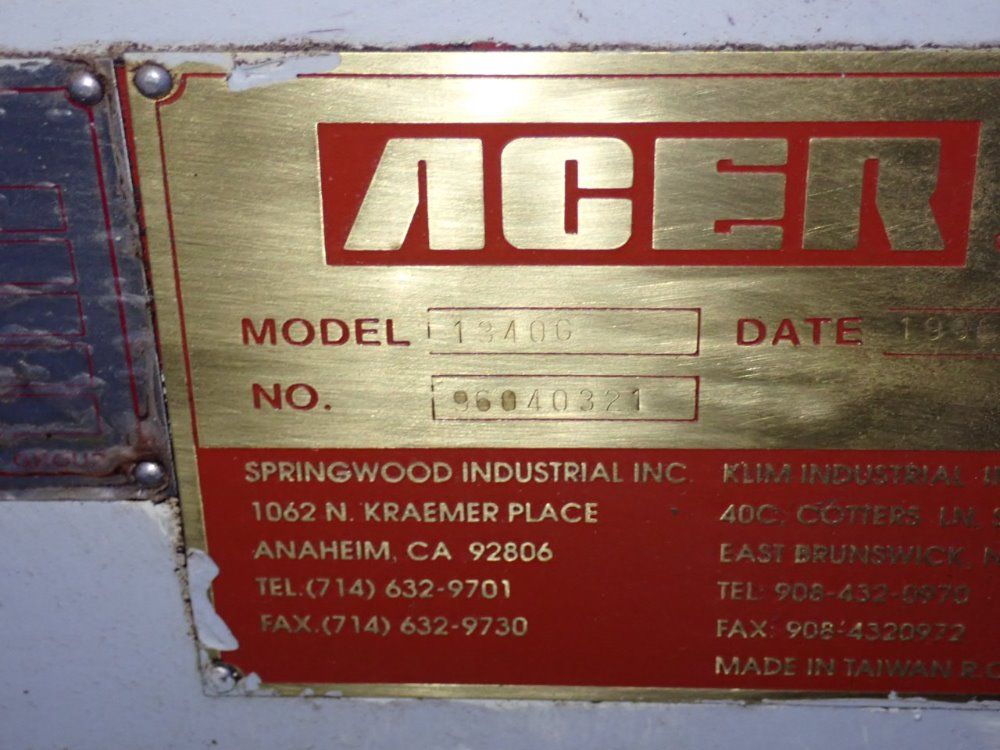 ACER
MODEL 1340G DATE
NO. 96040321
SPRINGWOOD INDUSTRIAL INC.
1062 N. KRAEMER PLACE
ANAHEIM, CA 92806
TEL.(714) 632-9701
FAX.(714) 632-9730
KLIM INDUSTRIAL
40C, COTTERS LN,
EAST BRUNSWICK,
TEL: 908-432-0970
FAX: 908-4320972
MADE IN TAIWAN R.O